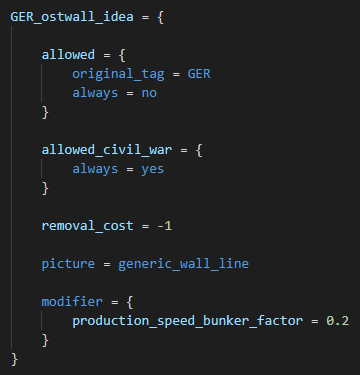 GER_ostwall_idea = {
allowed = {
original_tag = GER
always = no
}
allowed_civil_war = {
always = yes
}
removal_cost = -1
picture = generic_wall_line
modifier = {
production_speed_bunker_factor = 0.2
}
}